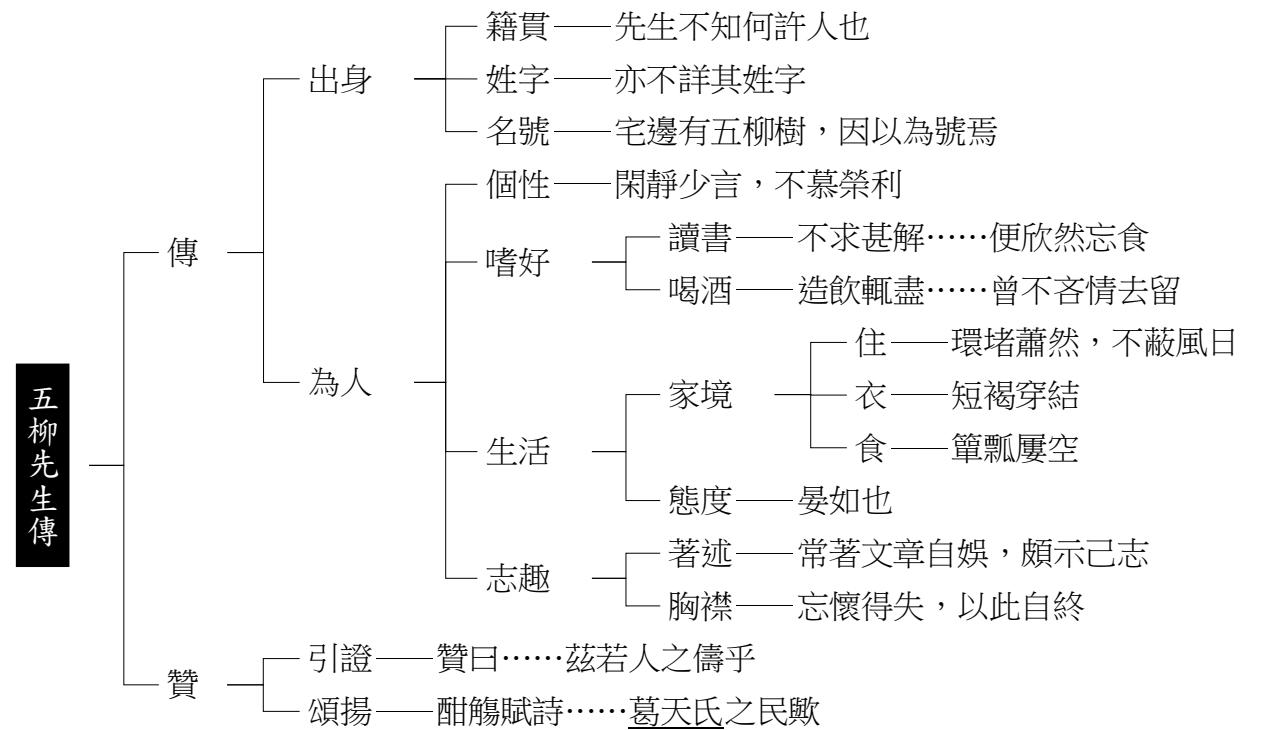 五柳先生傳
傳
出身
籍貫——先生不知何許人也
姓字——亦不詳其姓字
名號——宅邊有五柳樹，因以為號焉
為人
個性——閑靜少言，不慕榮利
嗜好
讀書——不求甚解……便欣然忘食
喝酒——造飲輒盡……曾不吝情去留
生活
家境
住——環堵蕭然，不蔽風日
衣——短褐穿結
食——簞瓢屢空
態度——晏如也
志趣
著述——常著文章自娛，頗示己志
胸襟——忘懷得失，以此自終
贊
引證——贊曰……茲若人之儔乎
頌揚——酣觴賦詩……葛天氏之民歟